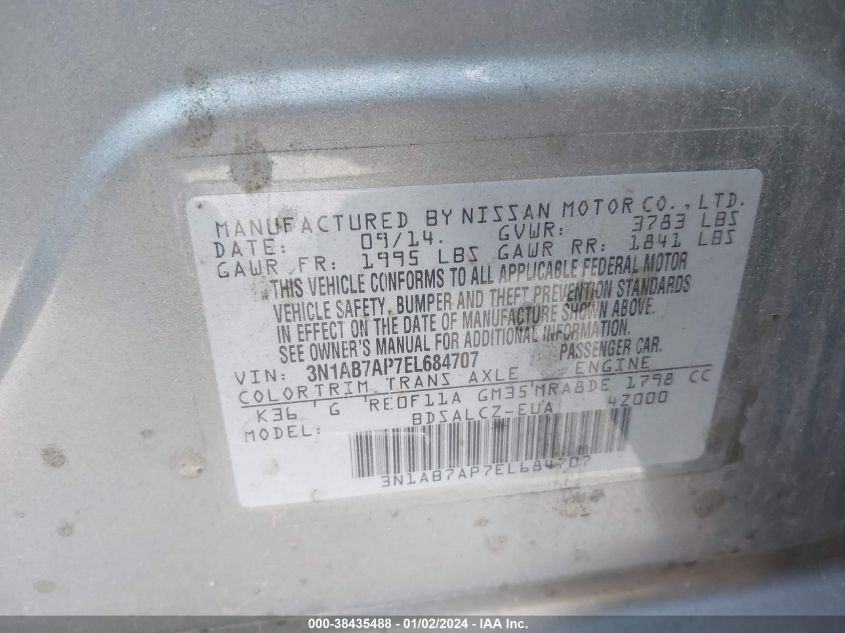 MANUFACTURED BY NISSAN MOTOR CO., LTD.
DATE: 09/14. GVWR: 3783 LBS
GAWR FR: 1995 LBS GAWR RR: 1841 LBS
THIS VEHICLE CONFORMS TO ALL APPLICABLE FEDERAL MOTOR
VEHICLE SAFETY, BUMPER AND THEFT PREVENTION STANDARDS
IN EFFECT ON THE DATE OF MANUFACTURE SHOWN ABOVE.
SEE OWNER'S MANUAL FOR ADDITIONAL INFORMATION.
VIN: 3N1AB7AP7EL684707 PASSENGER CAR.
COLOR TRIM TRANS AXLE ENGINE
K36 G RE0F11A GM35 MRA8DE 1798 CC
MODEL: BDSALCZ-EUA 4Z000
3N1AB7AP7EL684707
000-38435488 - 01/02/2024 - IAAI.COM.